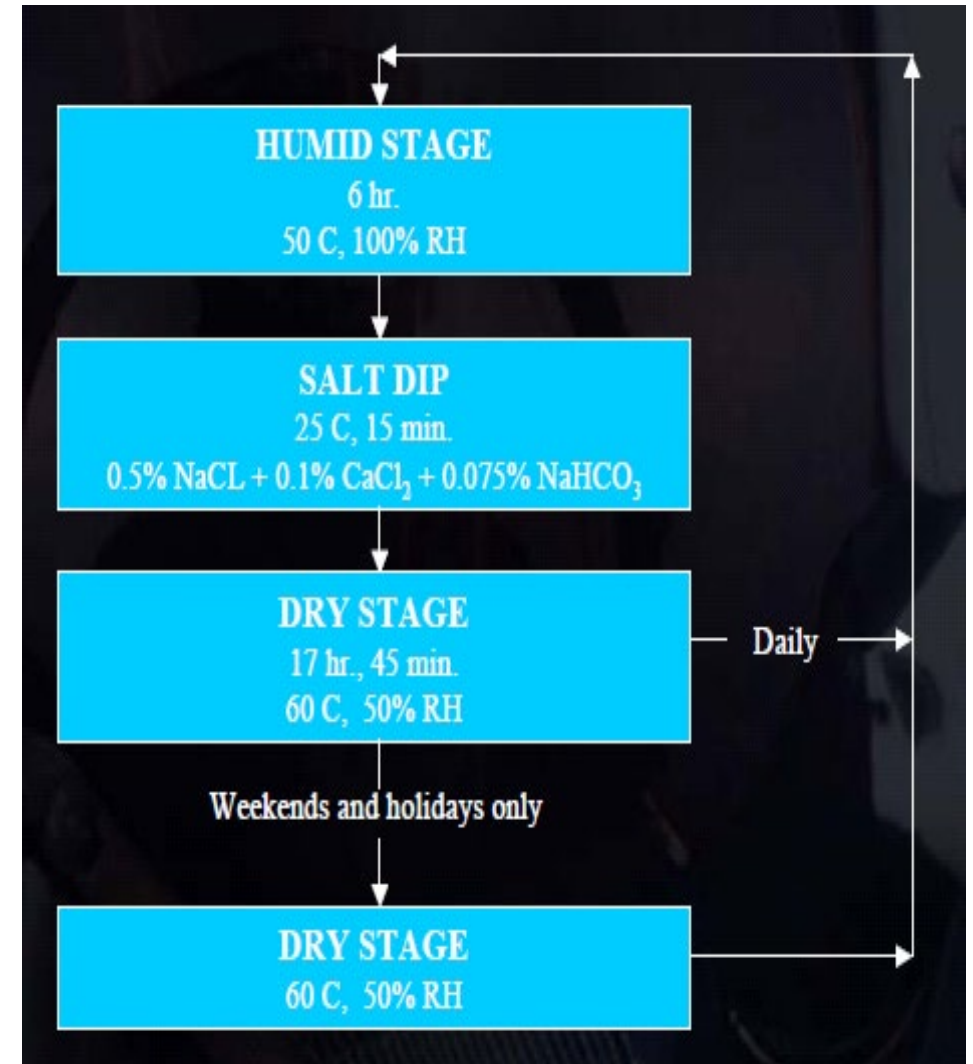 HUMID STAGE
6 hr.
50 C, 100% RH
SALT DIP
25 C, 15 min.
0.5% NaCL + 0.1% CaCl₂ + 0.075% NaHCO₃
DRY STAGE
17 hr., 45 min.
60 C, 50% RH
Daily
Weekends and holidays only
DRY STAGE
60 C, 50% RH